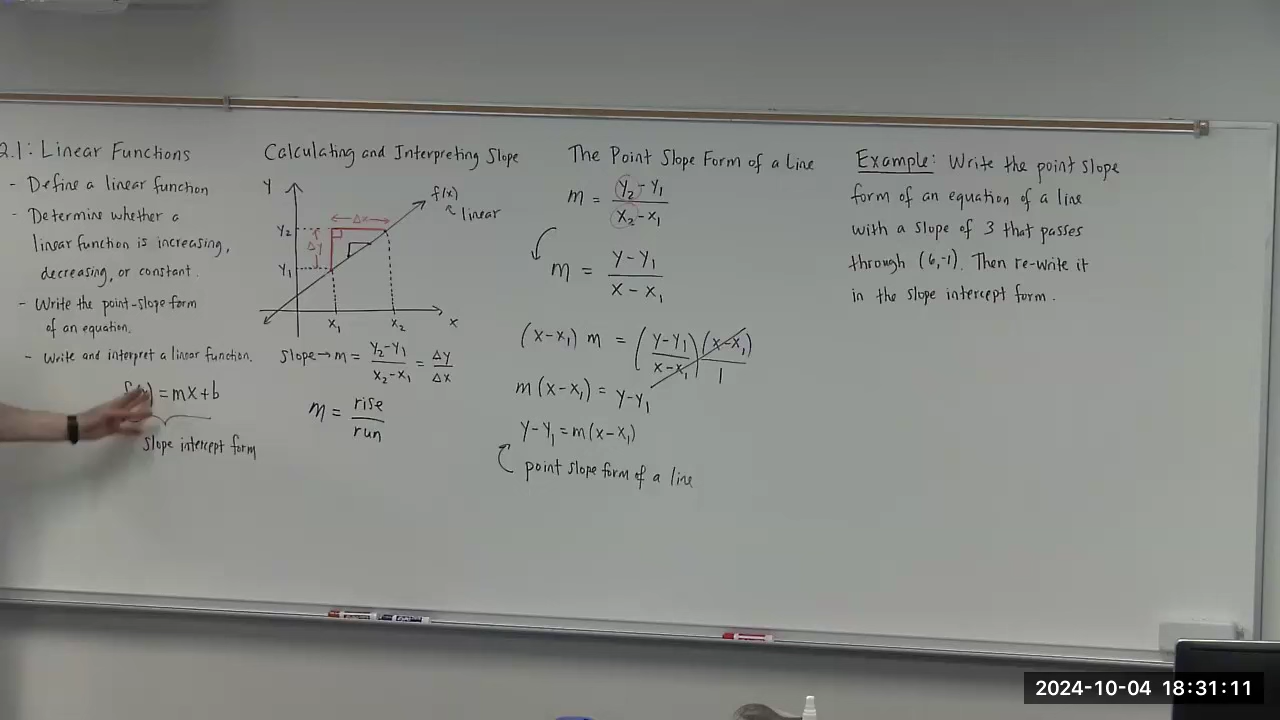 2.1: Linear Functions
- Define a linear function
- Determine whether a
linear function is increasing,
decreasing, or constant.
- Write the point-slope form
of an equation.
- Write and interpret a linear function.
= mx+b
slope intercept form
Calculating and Interpreting Slope
y
f(x)
linear
Δx
y₂
Δy
y₁
x₁ x₂ x
slope → m = (y₂-y₁)/(x₂-x₁) = Δy/Δx
m = rise/run
The Point Slope Form of a Line
m = (y₂-y₁)/(x₂-x₁)
m = (y-y₁)/(x-x₁)
(x-x₁) m = ((y-y₁)/(x-x₁)) (x-x₁)/1
m(x-x₁) = y-y₁
y-y₁=m(x-x₁)
point slope form of a line
Example: Write the point slope
form of an equation of a line
with a slope of 3 that passes
through (6,-1). Then re-write it
in the slope intercept form.
2024-10-04 18:31:11